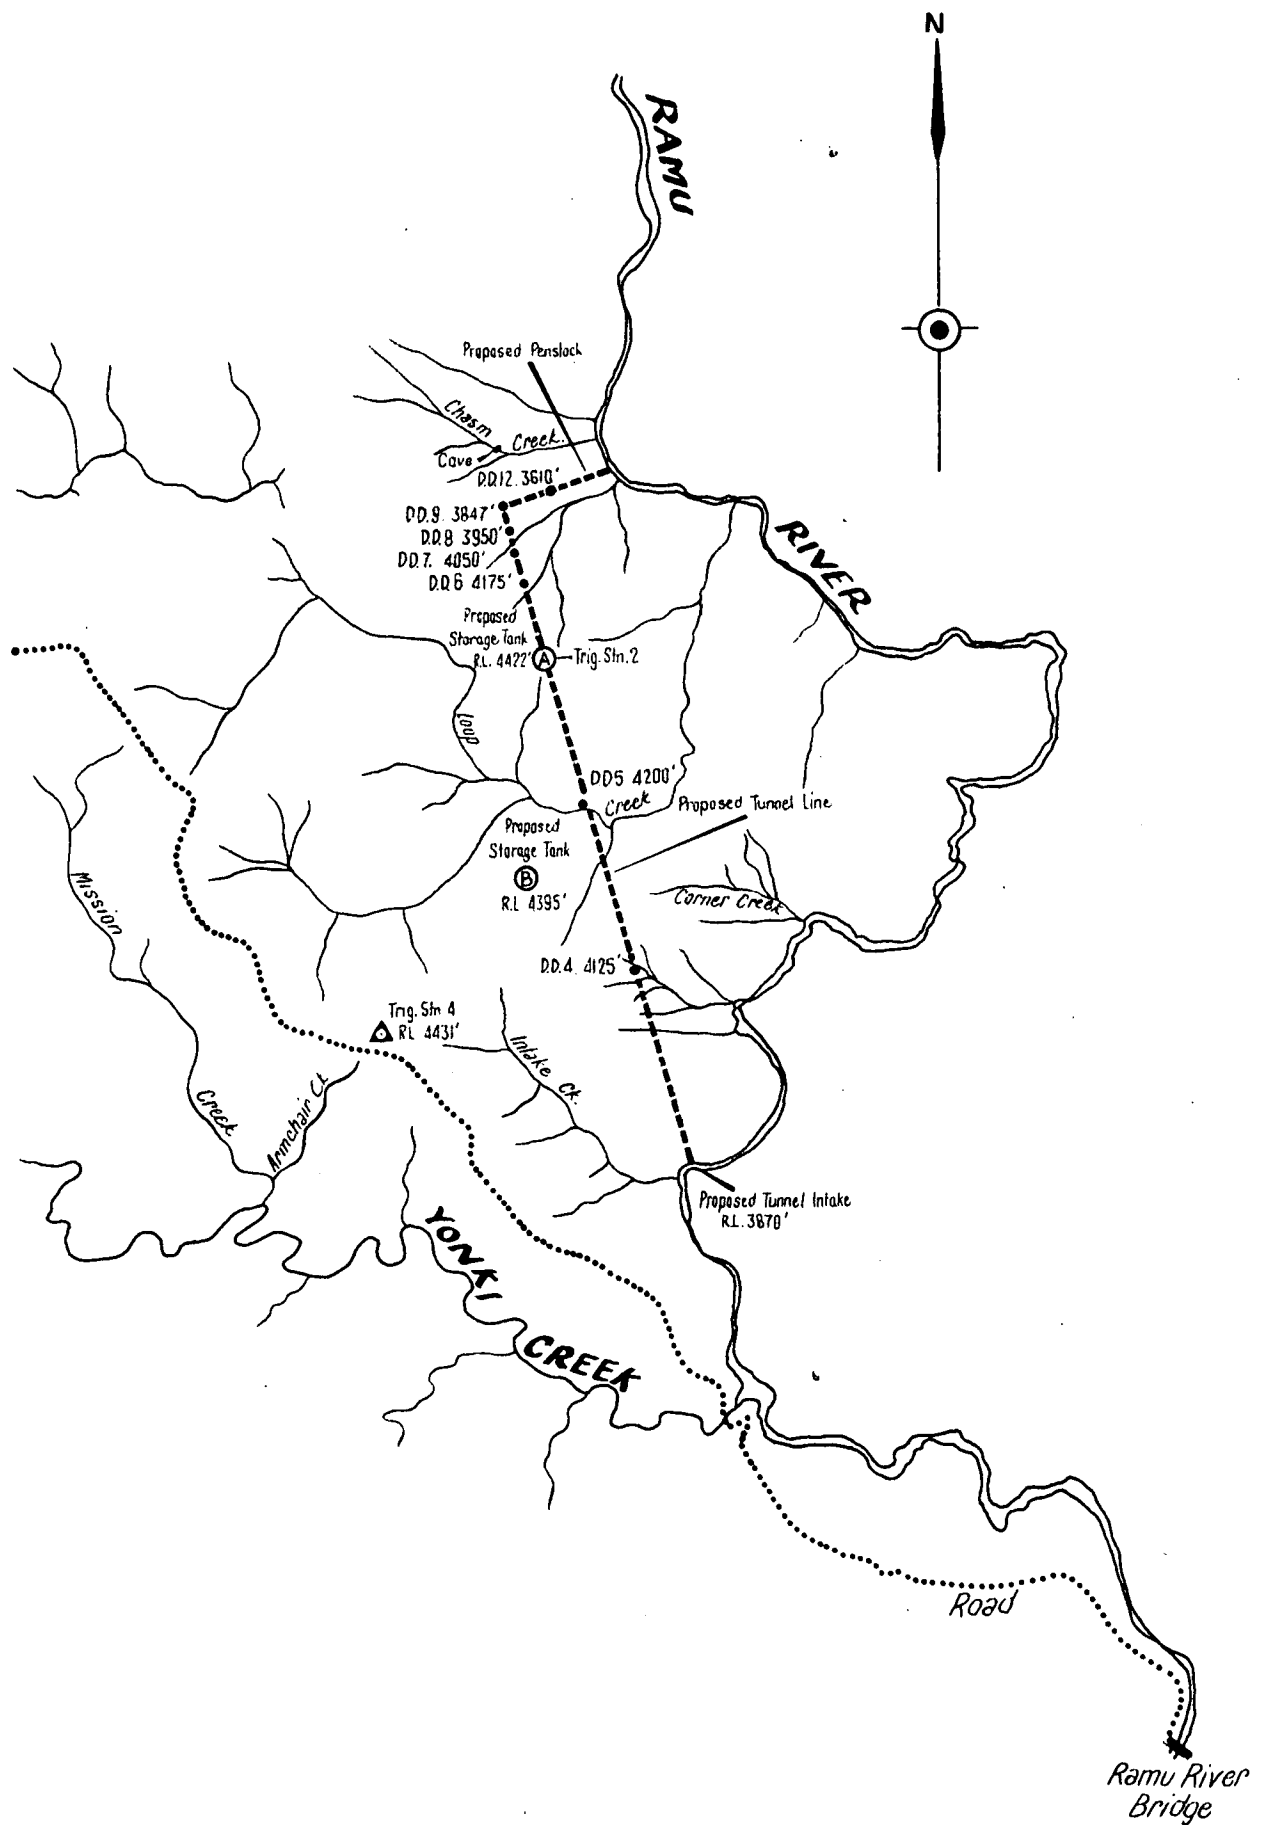 N
RAMU
Proposed Penstock
Chasm
Creek.
Cave
D.D.12. 3610'
D.D.9. 3847'
D.D.8 3950'
D.D.7. 4050'
D.D.6 4175'
RIVER
Proposed
Storage Tank
R.L. 4422'
A
Trig. Stn. 2
Loup
DD5 4200'
Creek
Proposed Tunnel Line
Proposed
Storage Tank
B
R.L 4395'
Corner Creek
Mission
D.D.4. 4125'
Trig. Stn 4
RL 4431'
Intake Ck.
Creek
Armchair Ck
Proposed Tunnel Intake
R.L. 3870'
YONKI
CREEK
Road
Ramu River
Bridge